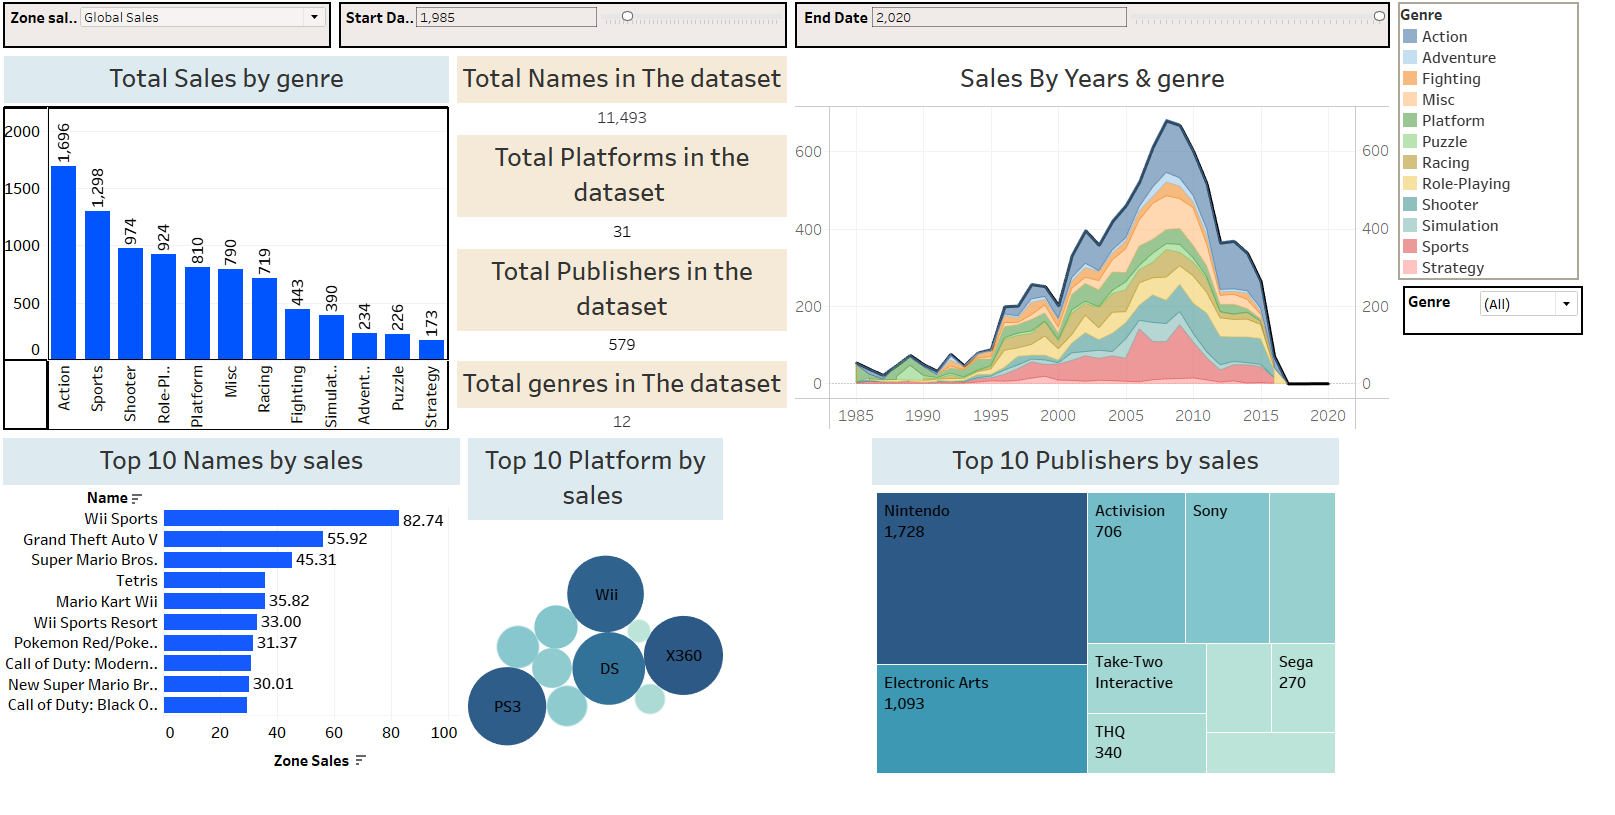 Zone sal.. Global Sales
Start Da.. 1,985
End Date 2,020
Genre
Action
Adventure
Fighting
Misc
Platform
Puzzle
Racing
Role-Playing
Shooter
Simulation
Sports
Strategy
Genre (All)
Total Sales by genre
2000
1500
1000
500
0
1,696
1,298
974
924
810
790
719
443
390
234
226
173
Action
Sports
Shooter
Role-Pl..
Platform
Misc
Racing
Fighting
Simulat..
Advent..
Puzzle
Strategy
Total Names in The dataset
11,493
Total Platforms in the
dataset
31
Total Publishers in the
dataset
579
Total genres in The dataset
12
Sales By Years & genre
600
400
200
0
600
400
200
0
1985 1990 1995 2000 2005 2010 2015 2020
Top 10 Names by sales
Name
Wii Sports 82.74
Grand Theft Auto V 55.92
Super Mario Bros. 45.31
Tetris
Mario Kart Wii 35.82
Wii Sports Resort 33.00
Pokemon Red/Poke.. 31.37
Call of Duty: Modern..
New Super Mario Br.. 30.01
Call of Duty: Black O..
0 20 40 60 80 100
Zone Sales
Top 10 Platform by
sales
Wii
DS
X360
PS3
Top 10 Publishers by sales
Nintendo
1,728
Electronic Arts
1,093
Activision
706
Sony
Take-Two
Interactive
THQ
340
Sega
270